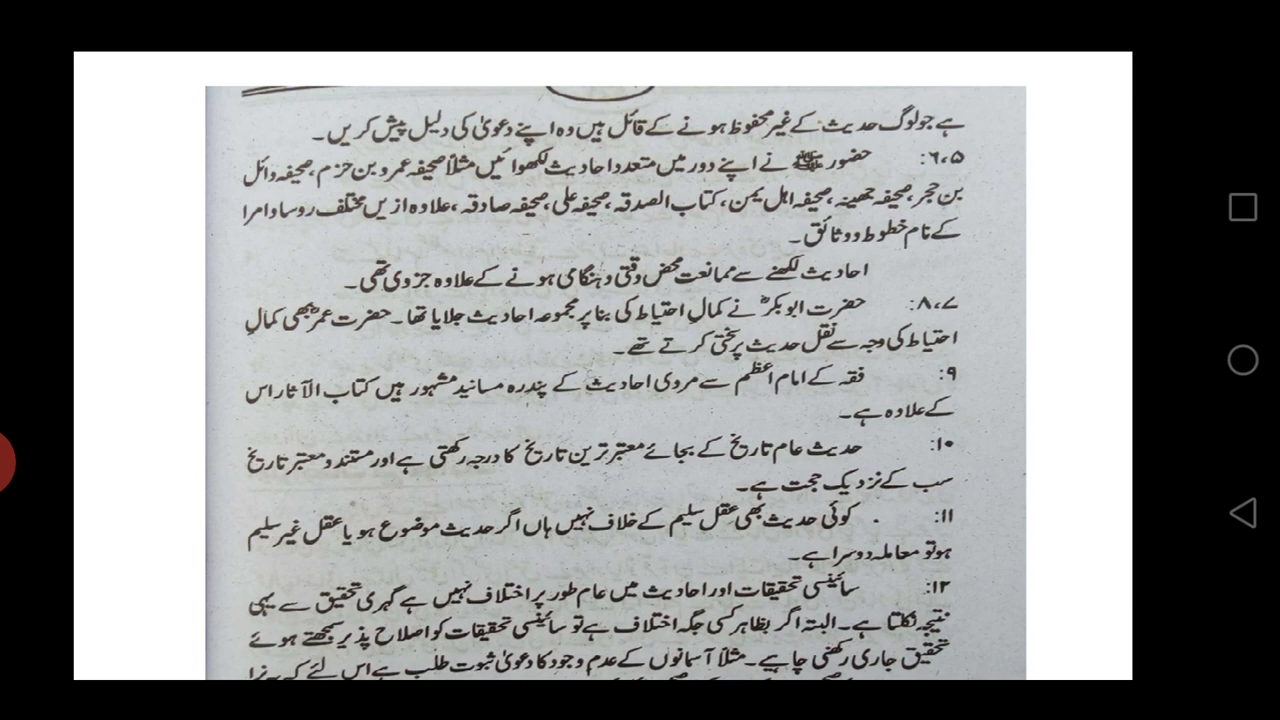 ہے جو لوگ حدیث کے غیر محفوظ ہونے کے قائل ہیں وہ اپنے دعویٰ کی دلیل پیش کریں۔
۶،۵: حضور ﷺ نے اپنے دور میں متعدد احادیث لکھوائیں مثلاً صحیفہ عمرو بن حزم، صحیفہ وائل
بن حجر، صحیفہ جھینہ، صحیفہ اہل یمن، کتاب الصدقہ، صحیفہ علی، صحیفہ صادقہ، علاوہ ازیں مختلف روسا و امرا
کے نام خطوط و وثائق۔
احادیث لکھنے سے ممانعت محض وقتی و ہنگامی ہونے کے علاوہ جزوی تھی۔
۸،۷: حضرت ابوبکرؓ نے کمالِ احتیاط کی بنا پر مجموعہ احادیث جلایا تھا۔ حضرت عمرؓ بھی کمالِ
احتیاط کی وجہ سے نقل حدیث پر سختی کرتے تھے۔
۹: فقہ کے امام اعظم سے مروی احادیث کے پندرہ مسانید مشہور ہیں کتاب الآثار اس
کے علاوہ ہے۔
۱۰: حدیث عام تاریخ کے بجائے معتبر ترین تاریخ کا درجہ رکھتی ہے اور مستند و معتبر تاریخ
سب کے نزدیک حجت ہے۔
۱۱: کوئی حدیث بھی عقل سلیم کے خلاف نہیں ہاں اگر حدیث موضوع ہو یا عقل غیر سلیم
ہو تو معاملہ دوسرا ہے۔
۱۲: سائینسی تحقیقات اور احادیث میں عام طور پر اختلاف نہیں ہے گہری تحقیق سے یہی
نتیجہ نکلتا ہے۔ البتہ اگر بظاہر کسی جگہ اختلاف ہے تو سائینسی تحقیقات کو اصلاح پذیر سمجھتے ہوئے
تحقیق جاری رکھنی چاہیے۔ مثلاً آسمانوں کے عدم وجود کا دعویٰ ثبوت طلب ہے اس لئے کہ یہ نرا